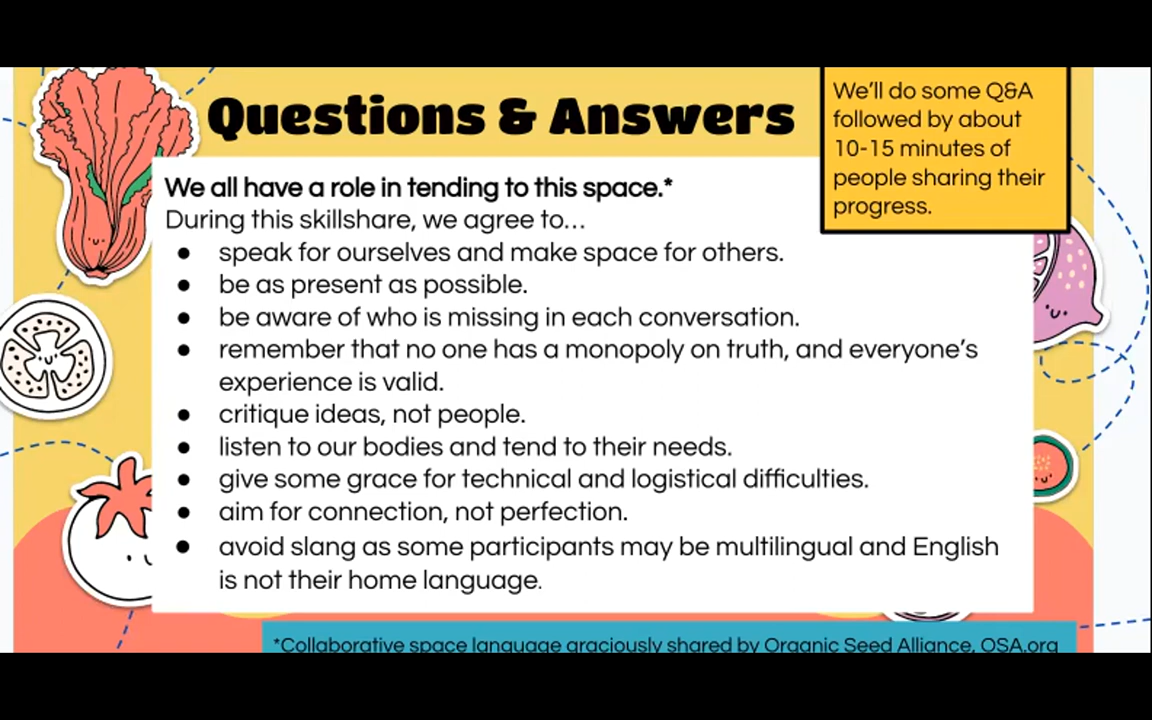 Questions & Answers
We'll do some Q&A
followed by about
10-15 minutes of
people sharing their
progress.
We all have a role in tending to this space.*
During this skillshare, we agree to...
● speak for ourselves and make space for others.
● be as present as possible.
● be aware of who is missing in each conversation.
● remember that no one has a monopoly on truth, and everyone's
experience is valid.
● critique ideas, not people.
● listen to our bodies and tend to their needs.
● give some grace for technical and logistical difficulties.
● aim for connection, not perfection.
● avoid slang as some participants may be multilingual and English
is not their home language.
*Collaborative space language graciously shared by Organic Seed Alliance, OSA.org